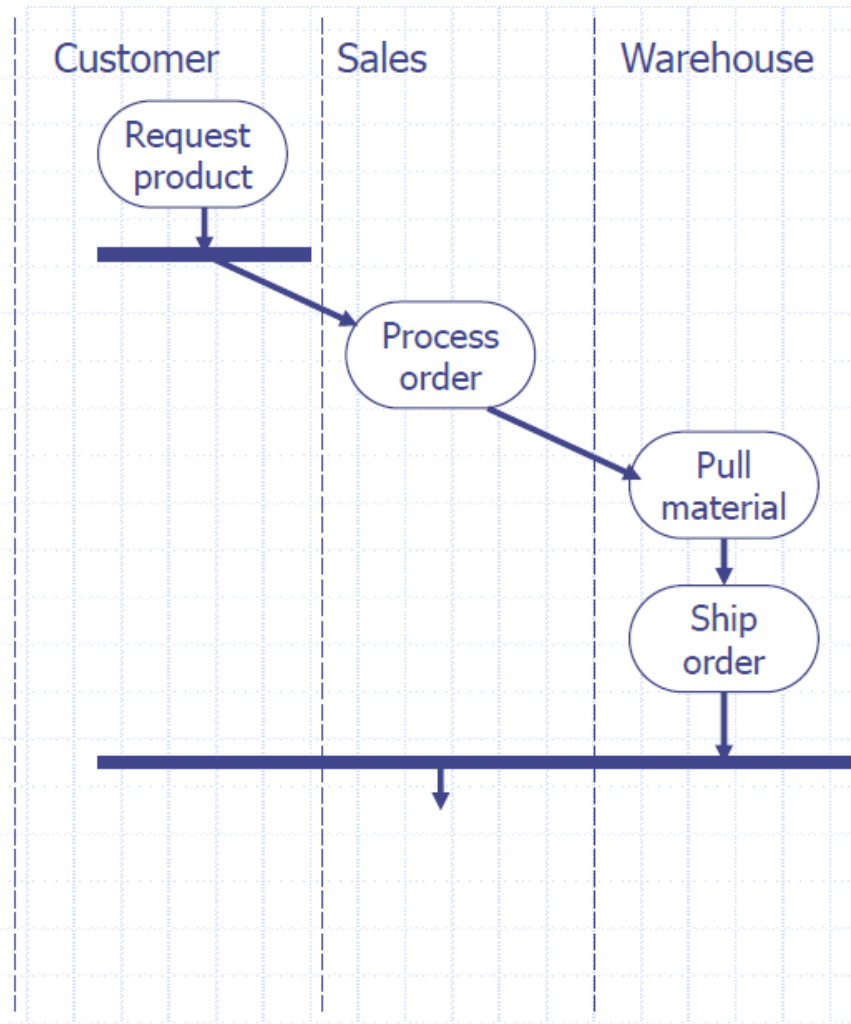 Customer
Sales
Warehouse
Request
product
Process
order
Pull
material
Ship
order